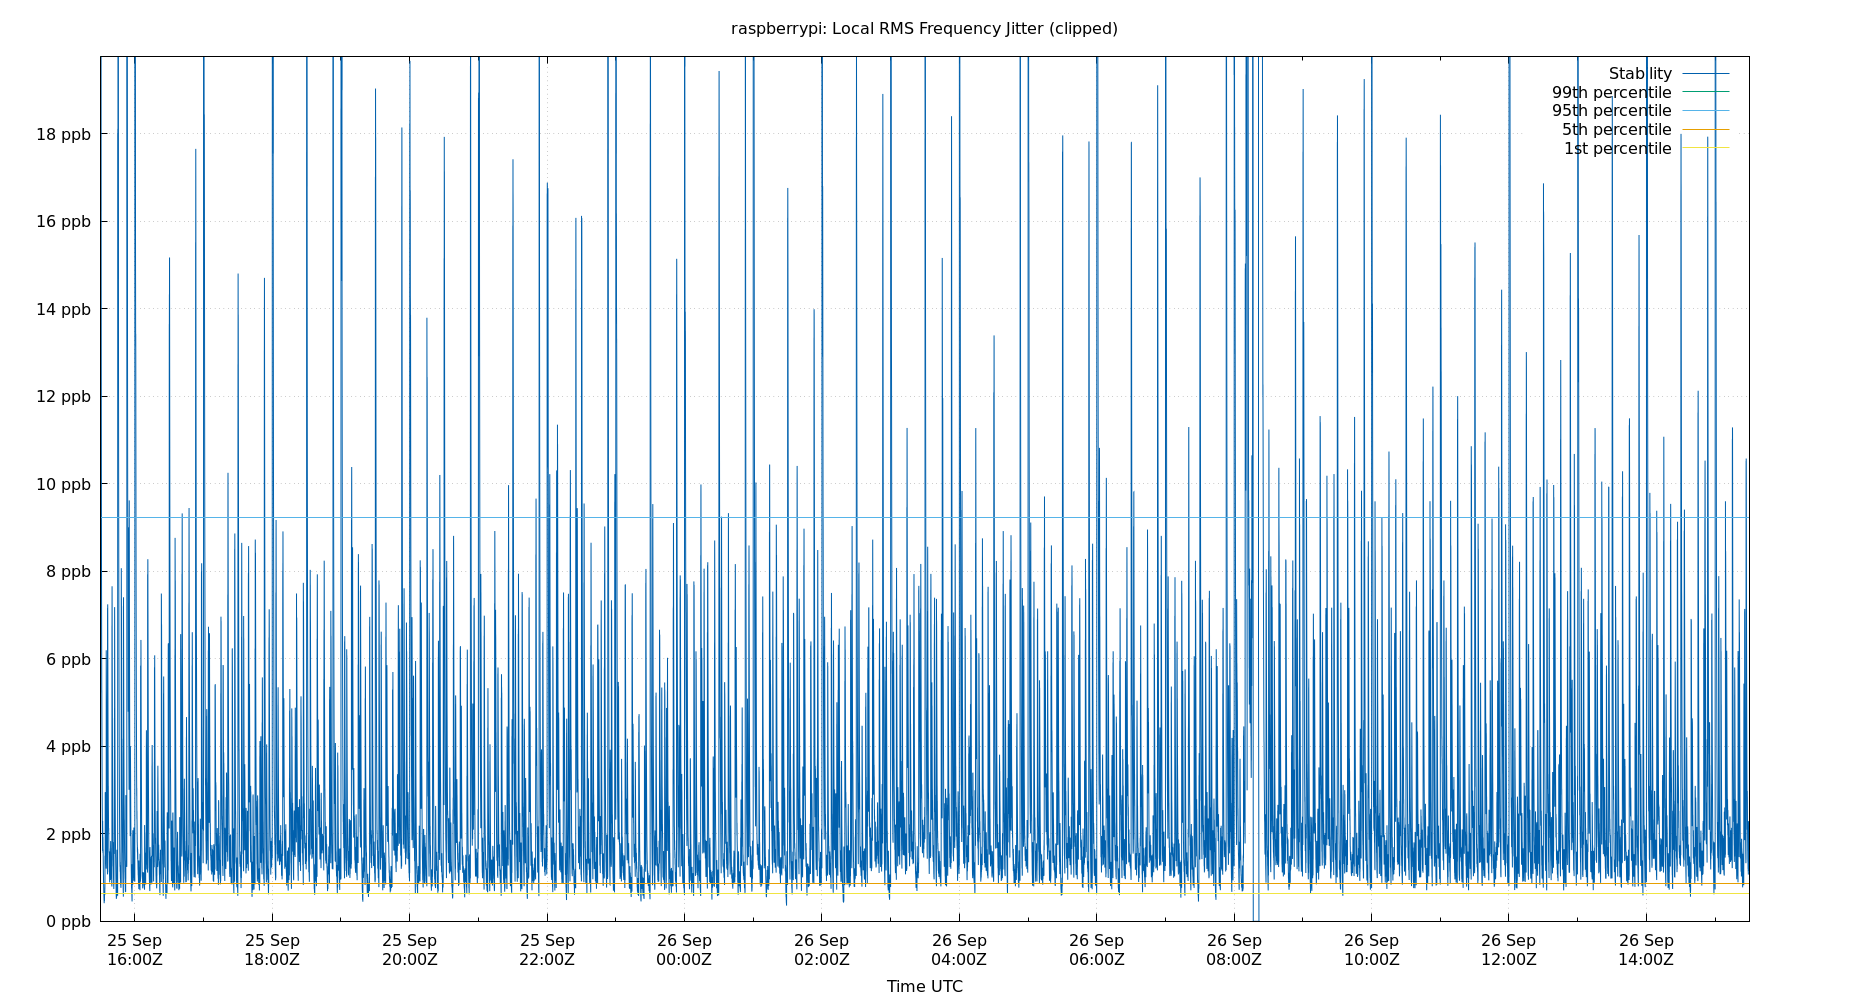 raspberrypi: Local RMS Frequency Jitter (clipped)
Stability
99th percentile
95th percentile
5th percentile
1st percentile
18 ppb
16 ppb
14 ppb
12 ppb
10 ppb
8 ppb
6 ppb
4 ppb
2 ppb
0 ppb
25 Sep 25 Sep 25 Sep 25 Sep 26 Sep 26 Sep 26 Sep 26 Sep 26 Sep 26 Sep 26 Sep 26 Sep
16:00Z 18:00Z 20:00Z 22:00Z 00:00Z 02:00Z 04:00Z 06:00Z 08:00Z 10:00Z 12:00Z 14:00Z
Time UTC